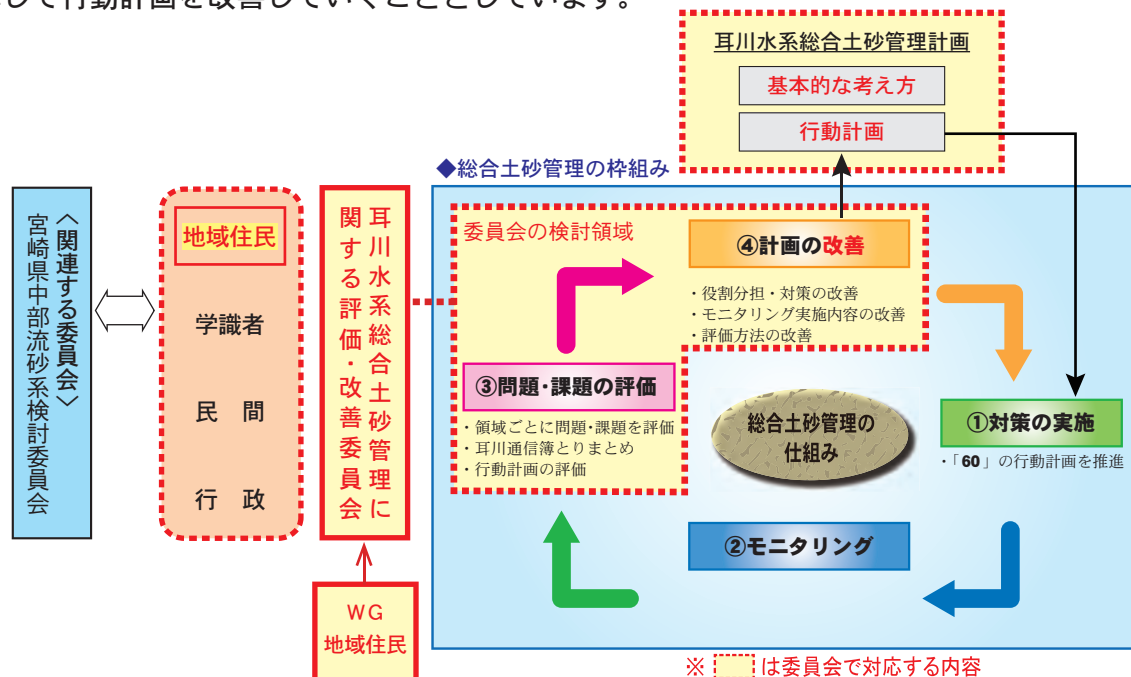 して行動計画を改善していくこととしています。
耳川水系総合土砂管理計画
基本的な考え方
行動計画
◆総合土砂管理の枠組み
〈関連する委員会〉
宮崎県中部流砂系検討委員会
地域住民
学識者
民　間
行　政
耳川水系総合土砂管理に
関する評価・改善委員会
WG
地域住民
委員会の検討領域
④計画の改善
・役割分担・対策の改善
・モニタリング実施内容の改善
・評価方法の改善
③問題・課題の評価
・領域ごとに問題・課題を評価
・耳川通信簿とりまとめ
・行動計画の評価
総合土砂管理の
仕組み
①対策の実施
・「60」の行動計画を推進
②モニタリング
※ は委員会で対応する内容